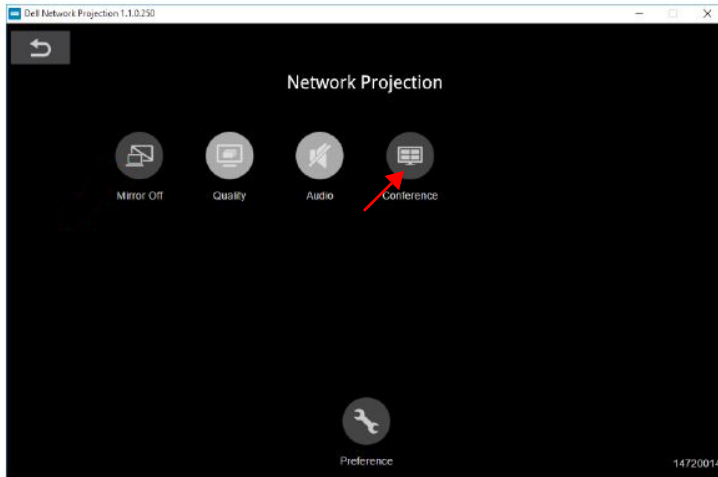 Dell Network Projection 1.1.0.250
Network Projection
Mirror Off
Quality
Audio
Conference
Preference
14720014